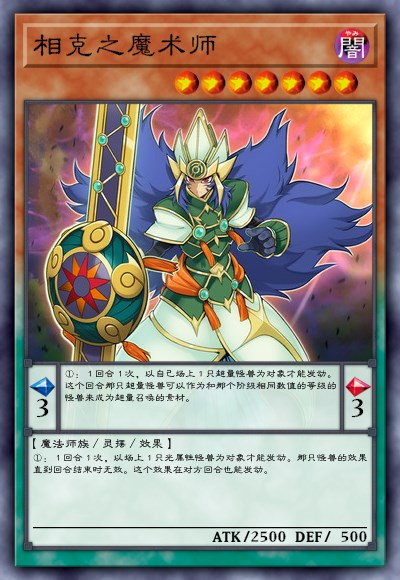 相克之魔术师
闇
やみ
①：1回合1次，以自己场上1只超量怪兽为对象才能发动。
这个回合那只超量怪兽可以作为和那个阶级相同数值的等级的
怪兽来成为超量召唤的素材。
3
3
【魔法师族／灵摆／效果】
①：1回合1次，以场上1只光属性怪兽为对象才能发动。那只怪兽的效果
直到回合结束时无效。这个效果在对方回合也能发动。
ATK/2500 DEF/ 500